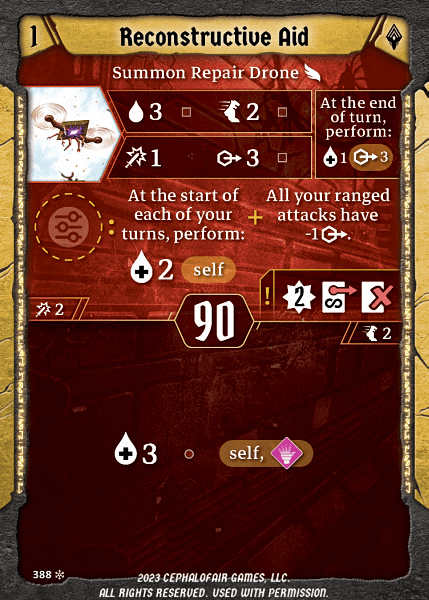 1
Reconstructive Aid
Summon Repair Drone
3
2
1
3
At the end
of turn,
perform:
1
3
At the start of
each of your
turns, perform:
2 self
+
All your ranged
attacks have
-1.
! 2
2
90
2
3
self,
388
2023 CEPHALOFAIR GAMES, LLC.
ALL RIGHTS RESERVED. USED WITH PERMISSION.